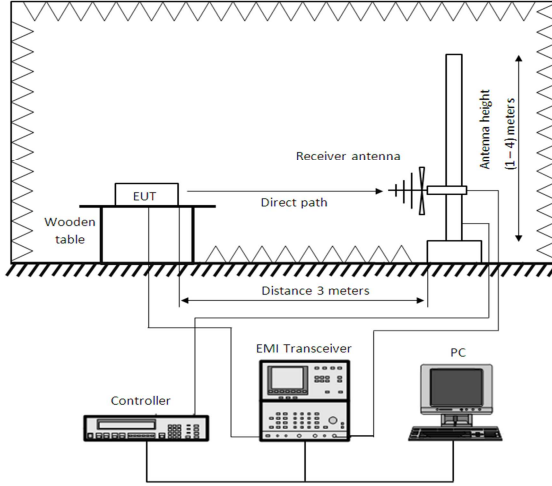 Antenna height
(1 – 4) meters
Receiver antenna
EUT
Direct path
Wooden
table
Distance 3 meters
EMI Transceiver
PC
Controller